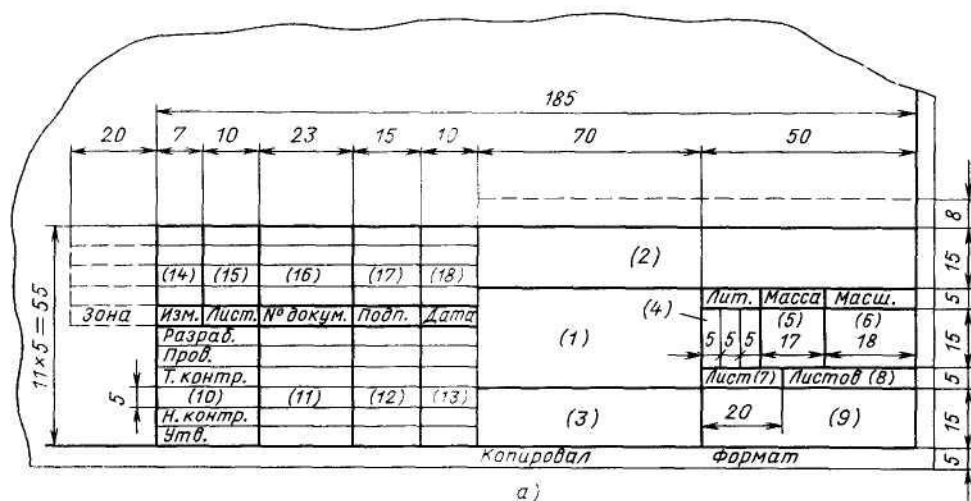 185
20 7 10 23 15 10 70 50
8
(2) 15
(14) (15) (16) (17) (18)
(4) Лит. Масса Масш. 5
Зона Изм. Лист. № докум. Подп. Дата
11×5=55
(1) 5 5 5 (5) 17 (6) 18 15
Разраб.
Пров.
Т. контр. Лист(7) Листов (8) 5
5 (10) (11) (12) (13)
(3) 20 (9) 15
Н. контр.
Утв.
Копировал Формат 5
а)